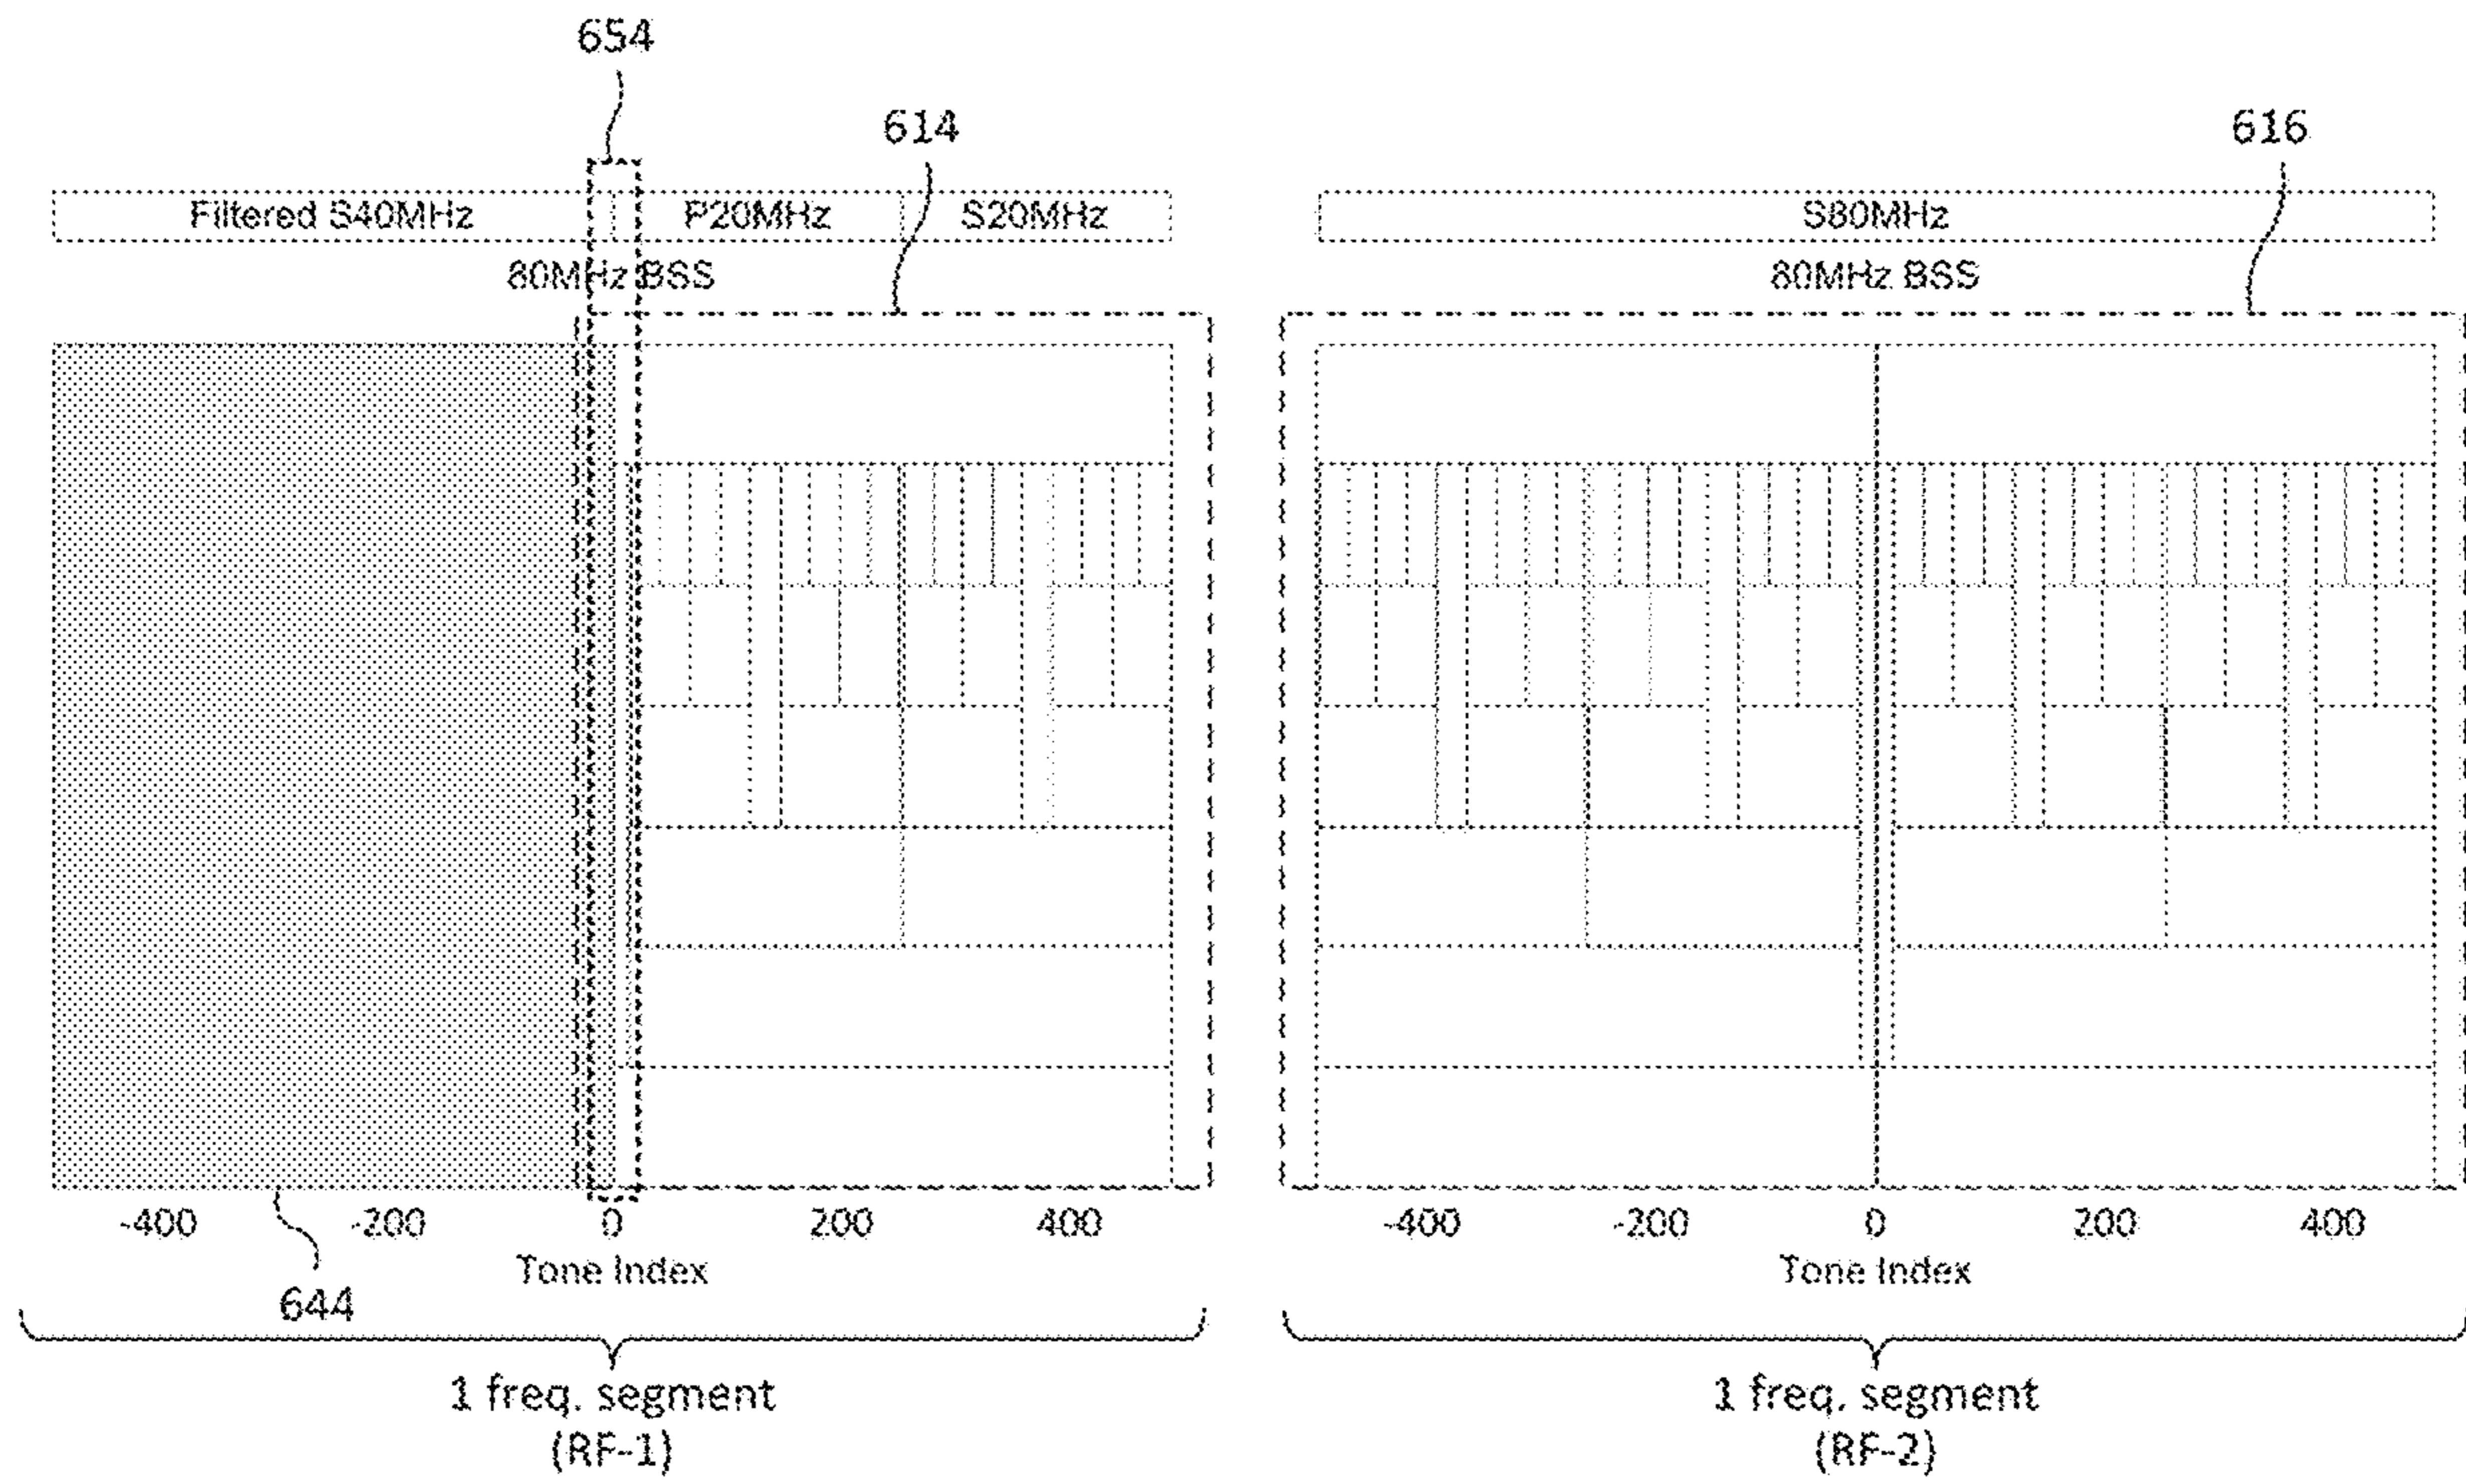 654
614
616
Filtered S40MHz P20MHz S20MHz S80MHz
80MHz BSS 80MHz BSS
-400 -200 0 200 400 -400 -200 0 200 400
Tone Index Tone Index
644
1 freq. segment 1 freq. segment
(RF-1) (RF-2)